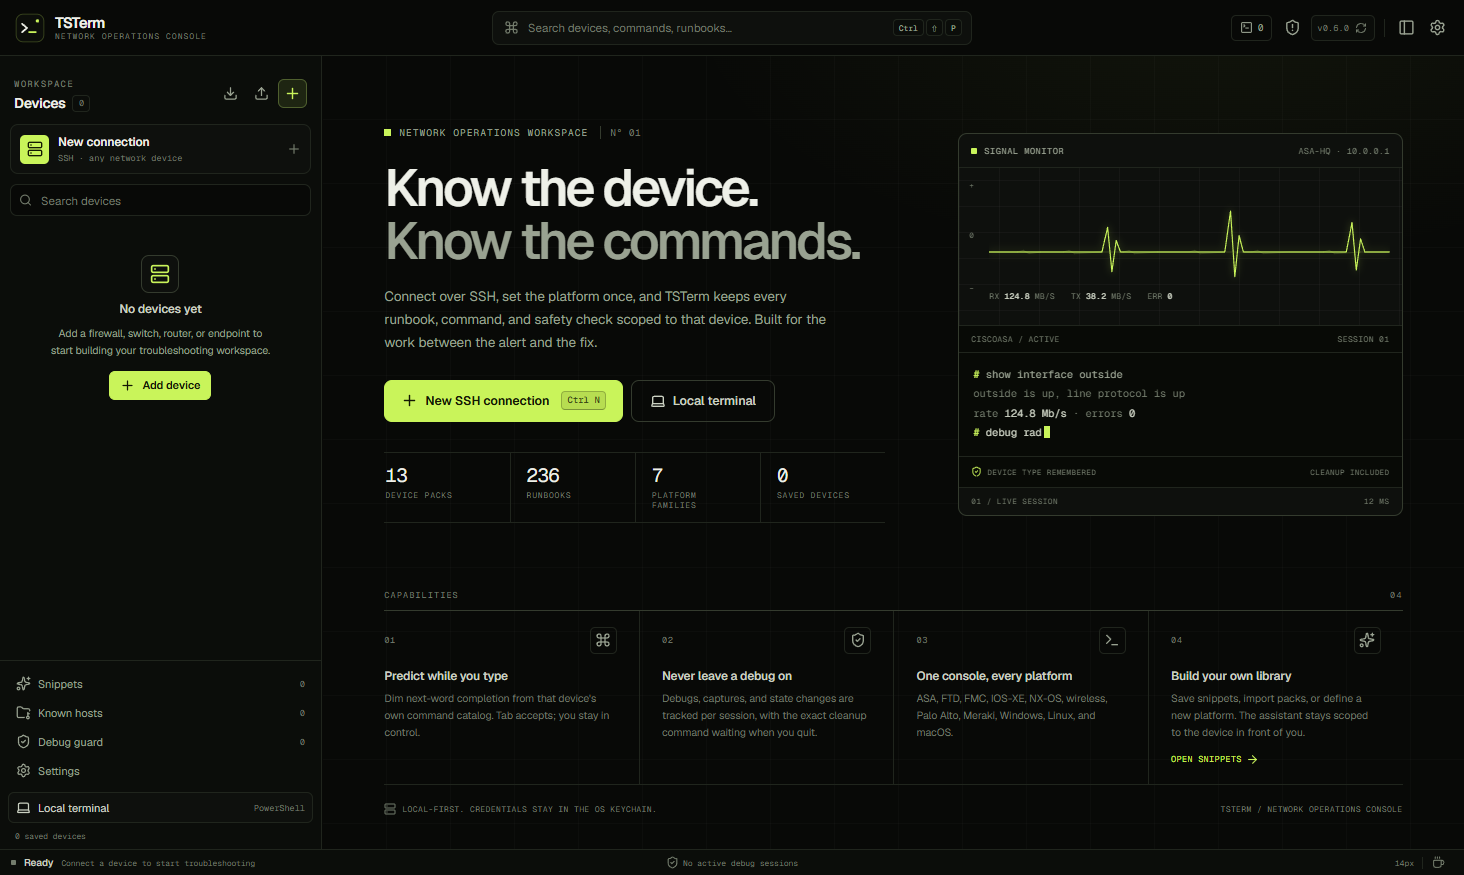 TSTerm
NETWORK OPERATIONS CONSOLE
Search devices, commands, runbooks...
Ctrl ⇧ P
0
v0.6.0
WORKSPACE
Devices 0
New connection
SSH · any network device
Search devices
No devices yet
Add a firewall, switch, router, or endpoint to
start building your troubleshooting workspace.
Add device
Snippets 0
Known hosts 0
Debug guard 0
Settings
Local terminal PowerShell
0 saved devices
NETWORK OPERATIONS WORKSPACE N° 01
Know the device.
Know the commands.
Connect over SSH, set the platform once, and TSTerm keeps every
runbook, command, and safety check scoped to that device. Built for the
work between the alert and the fix.
New SSH connection Ctrl N
Local terminal
13
DEVICE PACKS
236
RUNBOOKS
7
PLATFORM
FAMILIES
0
SAVED DEVICES
SIGNAL MONITOR ASA-HQ · 10.0.0.1
+
0
−
RX 124.8 MB/S TX 38.2 MB/S ERR 0
CISCOASA / ACTIVE SESSION 01
# show interface outside
outside is up, line protocol is up
rate 124.8 Mb/s · errors 0
# debug rad
DEVICE TYPE REMEMBERED CLEANUP INCLUDED
01 / LIVE SESSION 12 MS
CAPABILITIES 04
01
Predict while you type
Dim next-word completion from that device's
own command catalog. Tab accepts; you stay in
control.
02
Never leave a debug on
Debugs, captures, and state changes are
tracked per session, with the exact cleanup
command waiting when you quit.
03
One console, every platform
ASA, FTD, FMC, IOS-XE, NX-OS, wireless,
Palo Alto, Meraki, Windows, Linux, and
macOS.
04
Build your own library
Save snippets, import packs, or define a
new platform. The assistant stays scoped
to the device in front of you.
OPEN SNIPPETS →
LOCAL-FIRST. CREDENTIALS STAY IN THE OS KEYCHAIN. TSTERM / NETWORK OPERATIONS CONSOLE
Ready Connect a device to start troubleshooting
No active debug sessions
14px